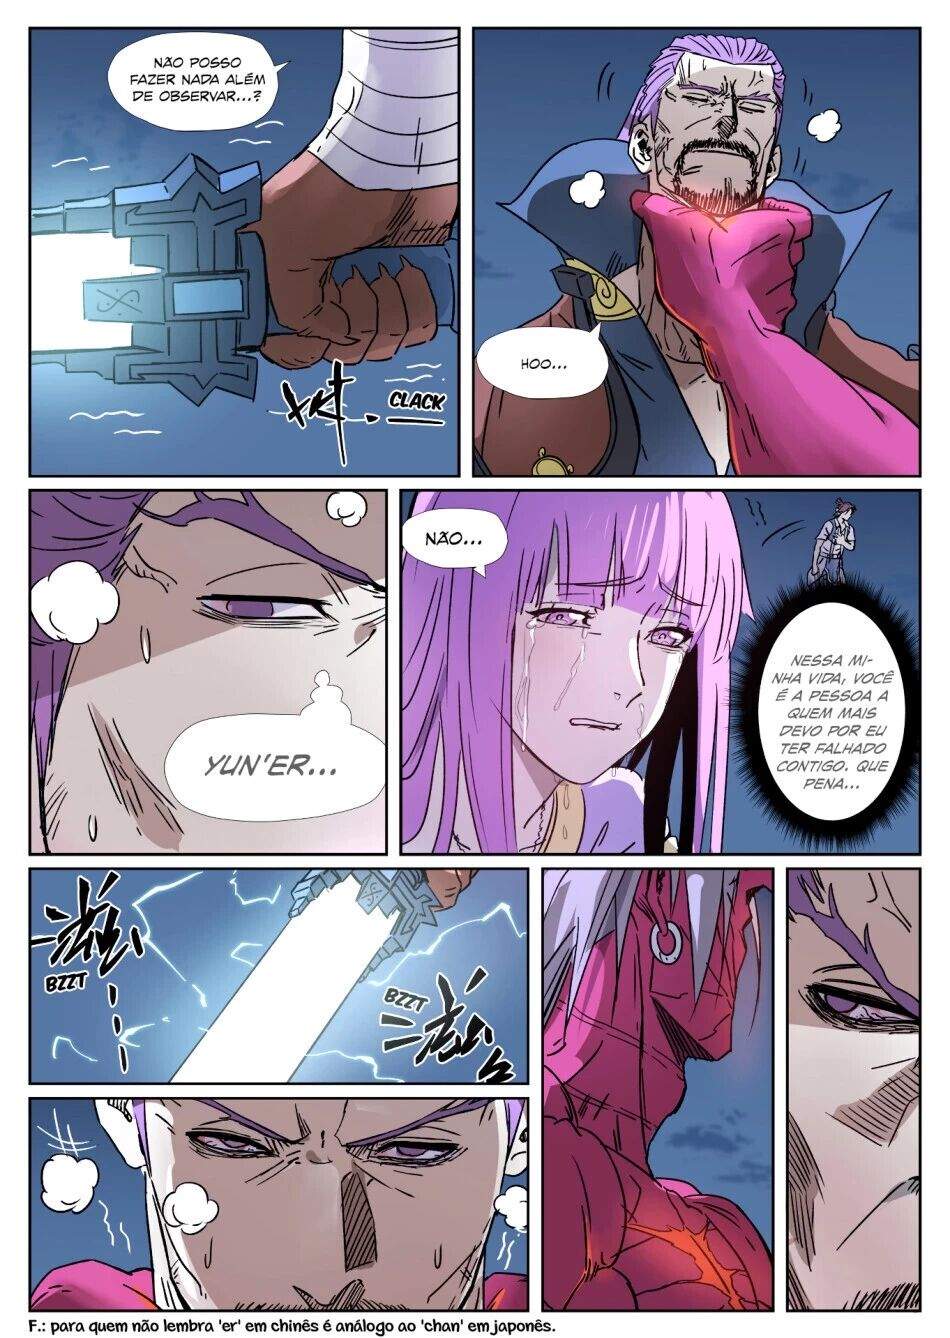 NÃO POSSO
FAZER NADA ALÉM
DE OBSERVAR...?
CLACK
HOO...
YUN'ER...
NÃO...
NESSA MI-
NHA VIDA, VOCÊ
É A PESSOA A
QUEM MAIS
DEVO POR EU
TER FALHADO
CONTIGO. QUE
PENA...
BZZT
BZZT
F.: para quem não lembra 'er' em chinês é análogo ao 'chan' em japonês.